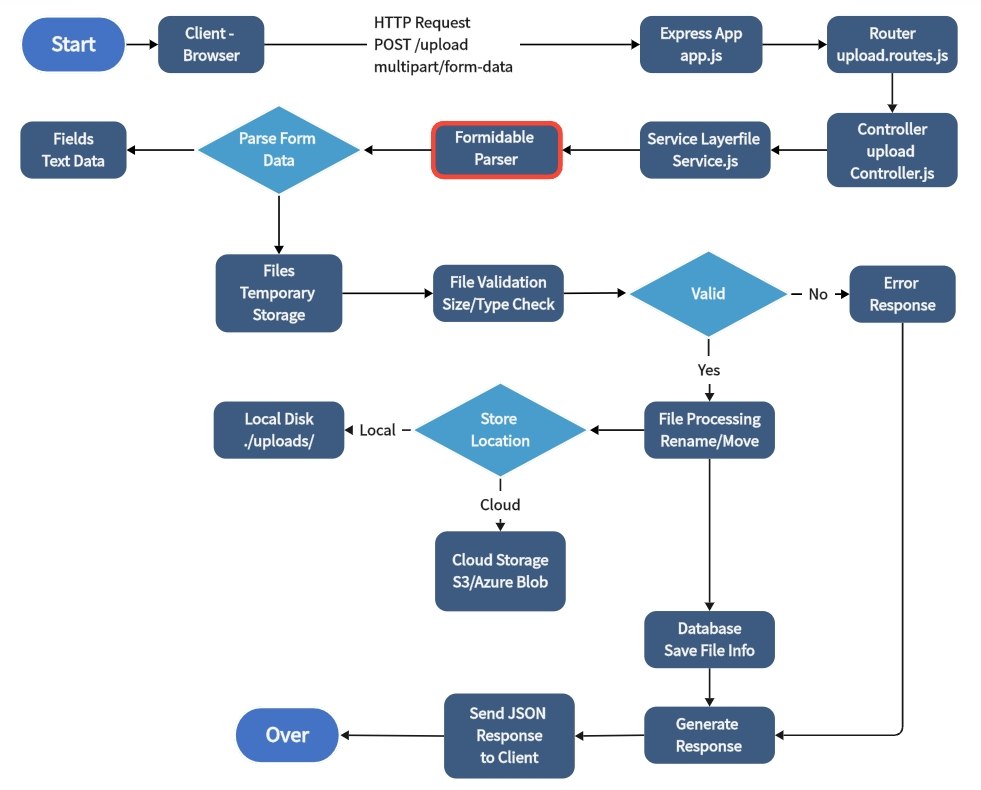 Start
Client -
Browser
HTTP Request
POST /upload
multipart/form-data
Express App
app.js
Router
upload.routes.js
Fields
Text Data
Parse Form
Data
Formidable
Parser
Service Layerfile
Service.js
Controller
upload
Controller.js
Files
Temporary
Storage
File Validation
Size/Type Check
Valid
No
Error
Response
Yes
Local Disk
./uploads/
Local
Store
Location
File Processing
Rename/Move
Cloud
Cloud Storage
S3/Azure Blob
Database
Save File Info
Over
Send JSON
Response
to Client
Generate
Response